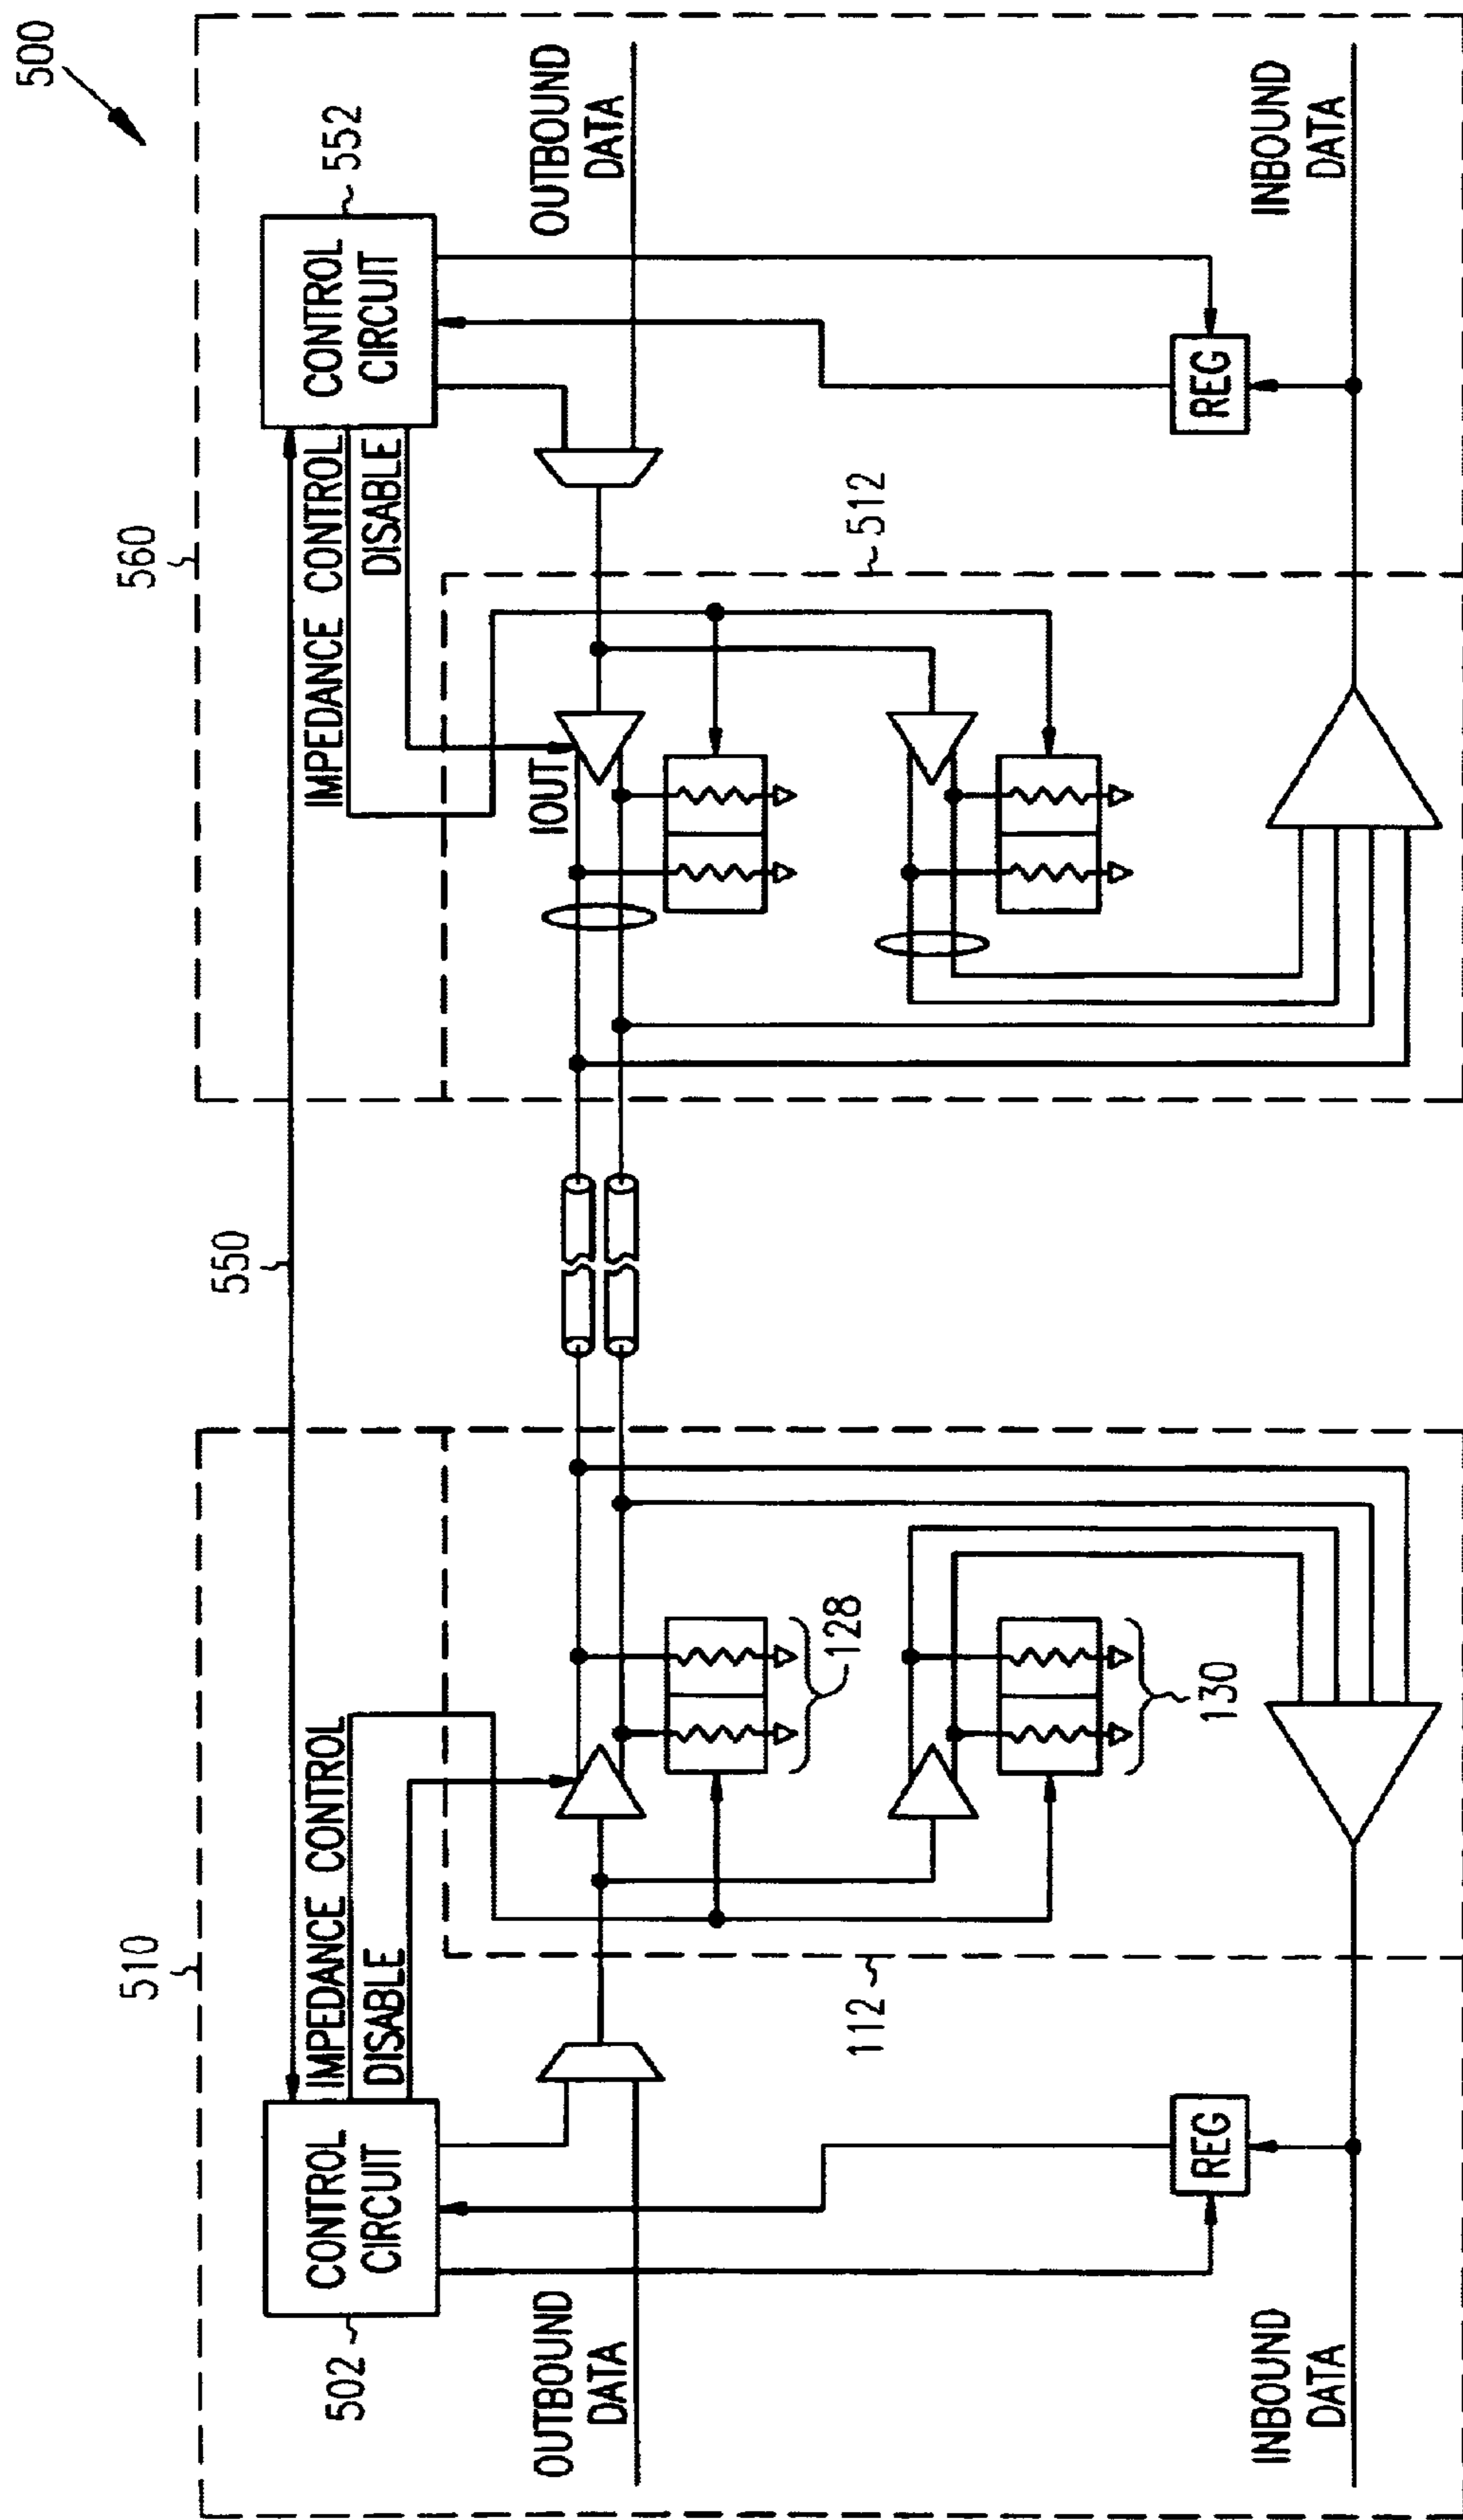 500
510
550
560
CONTROL
CIRCUIT
502
IMPEDANCE CONTROL
DISABLE
IMPEDANCE CONTROL
DISABLE
CONTROL
CIRCUIT
552
OUTBOUND
DATA
IOUT
OUTBOUND
DATA
128
112
512
130
REG
REG
INBOUND
DATA
INBOUND
DATA